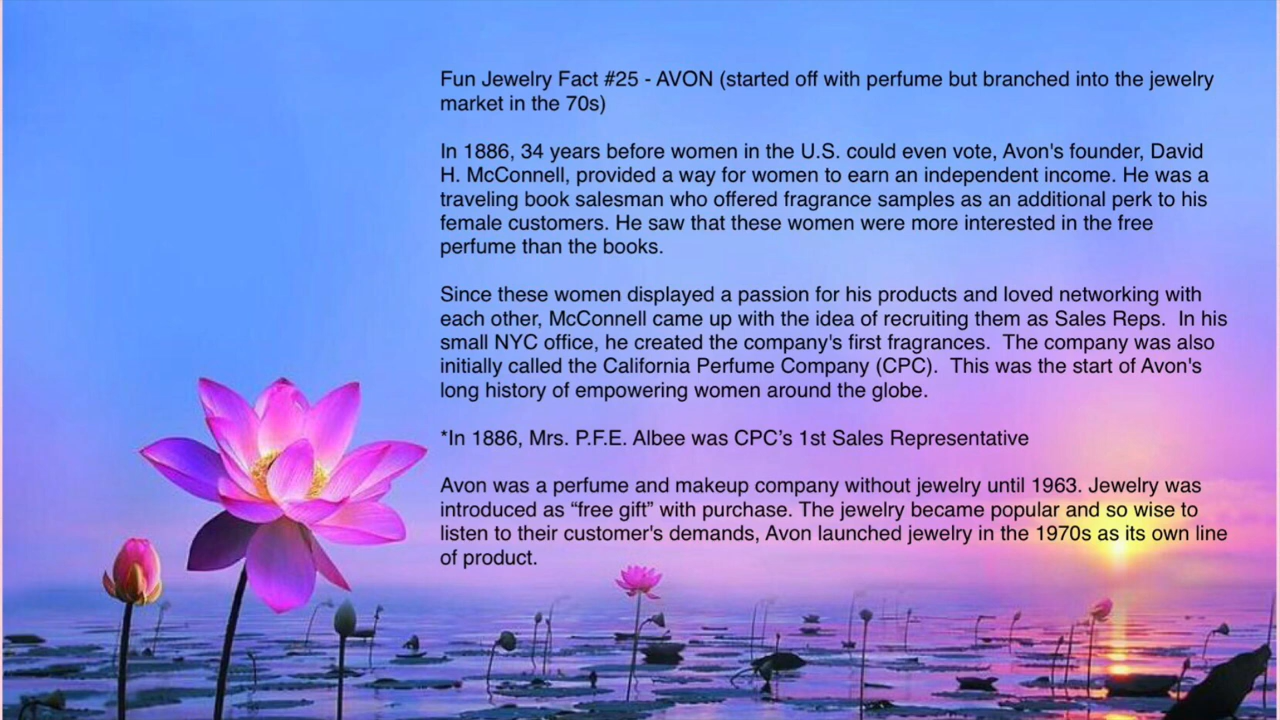 Fun Jewelry Fact #25 - AVON (started off with perfume but branched into the jewelry
market in the 70s)
In 1886, 34 years before women in the U.S. could even vote, Avon's founder, David
H. McConnell, provided a way for women to earn an independent income. He was a
traveling book salesman who offered fragrance samples as an additional perk to his
female customers. He saw that these women were more interested in the free
perfume than the books.
Since these women displayed a passion for his products and loved networking with
each other, McConnell came up with the idea of recruiting them as Sales Reps.  In his
small NYC office, he created the company's first fragrances.  The company was also
initially called the California Perfume Company (CPC).  This was the start of Avon's
long history of empowering women around the globe.
*In 1886, Mrs. P.F.E. Albee was CPC’s 1st Sales Representative
Avon was a perfume and makeup company without jewelry until 1963. Jewelry was
introduced as “free gift” with purchase. The jewelry became popular and so wise to
listen to their customer's demands, Avon launched jewelry in the 1970s as its own line
of product.